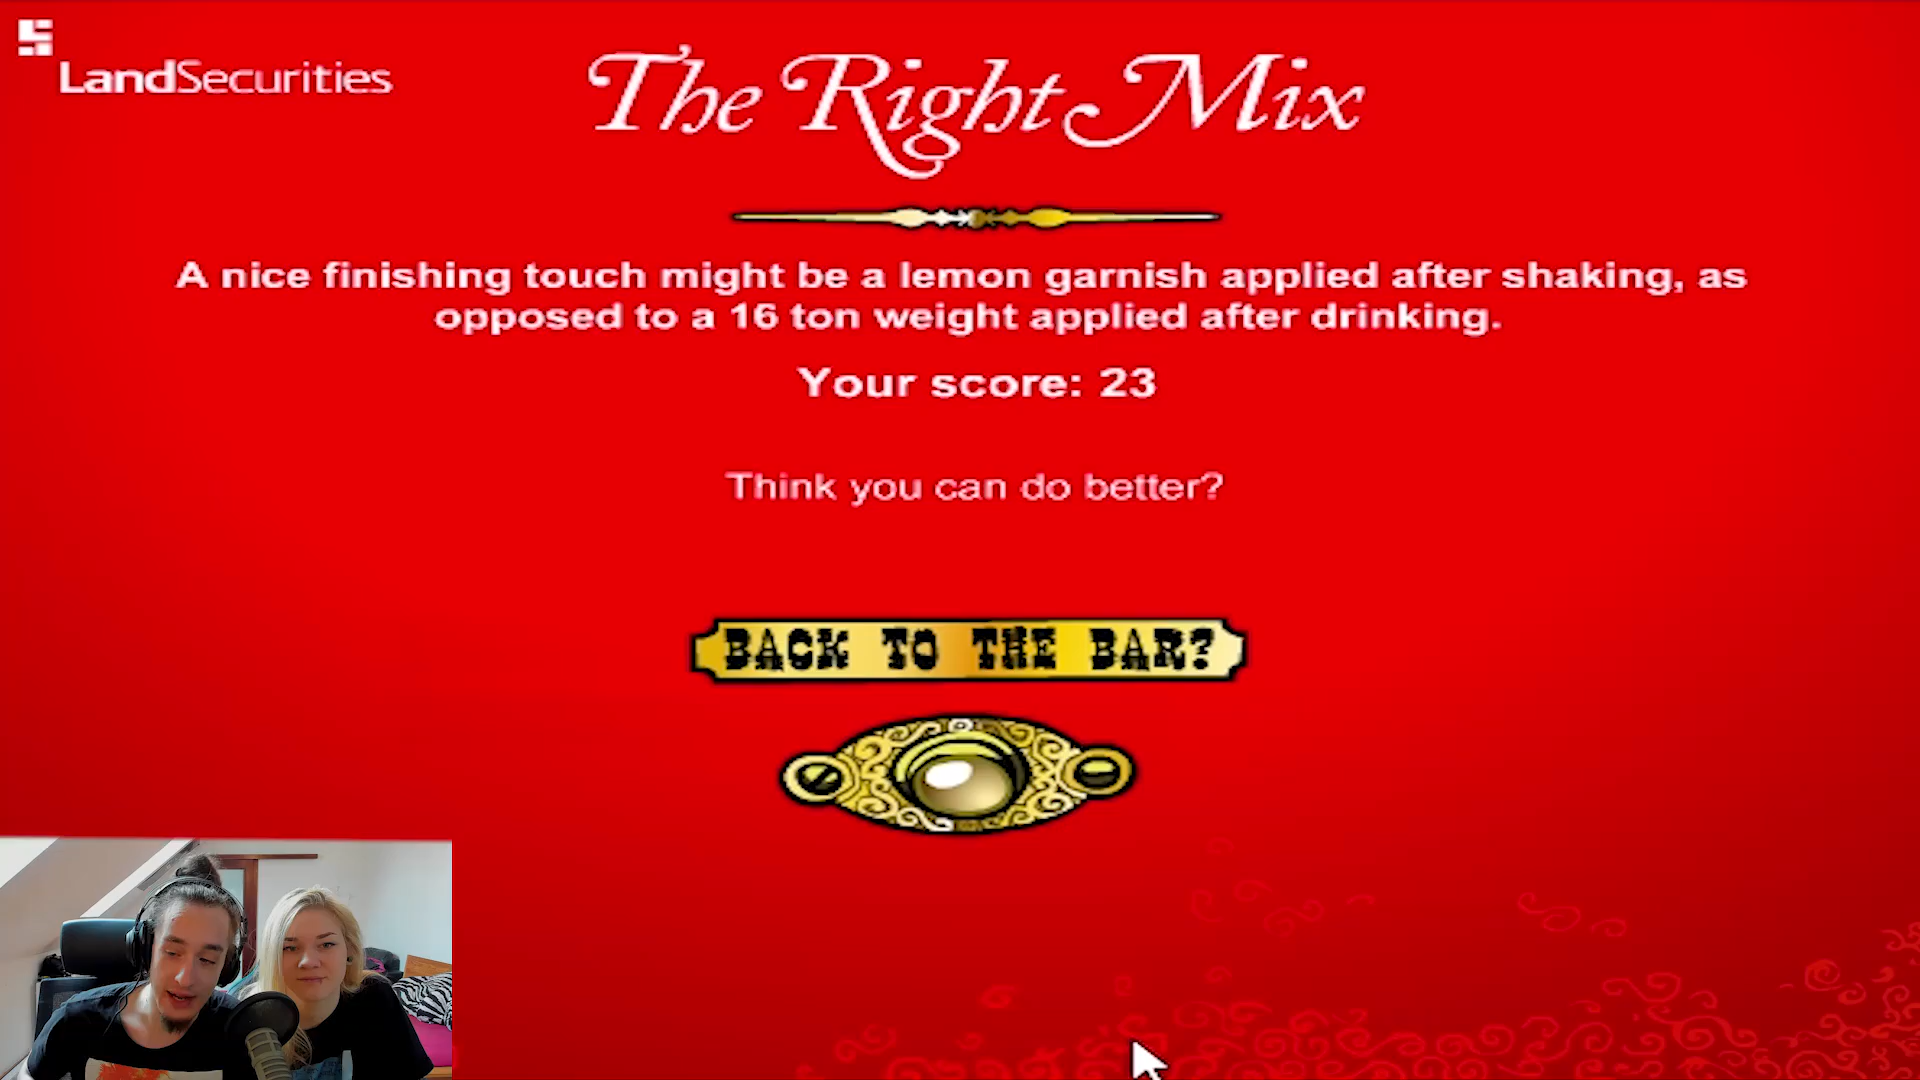 LandSecurities
The Right Mix
A nice finishing touch might be a lemon garnish applied after shaking, as
opposed to a 16 ton weight applied after drinking.
Your score: 23
Think you can do better?
BACK TO THE BAR?